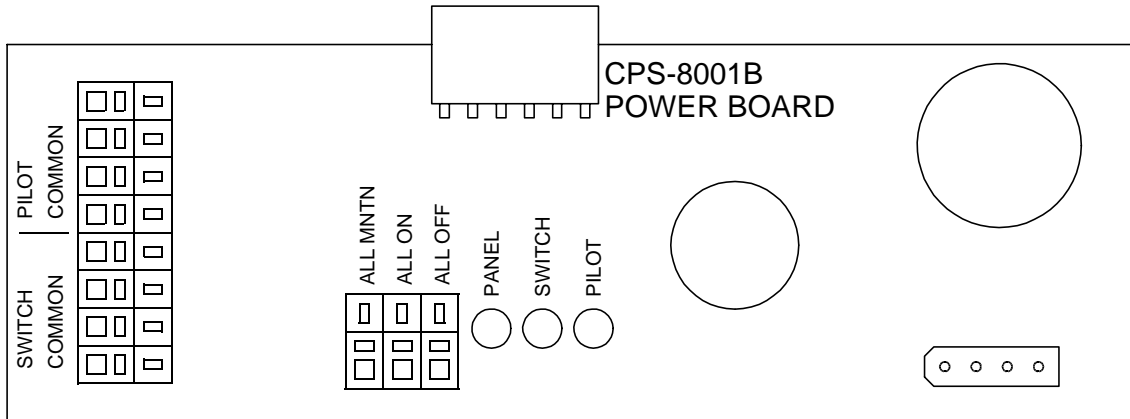 CPS-8001B
POWER BOARD
PILOT
COMMON
SWITCH
COMMON
ALL MNTN
ALL ON
ALL OFF
PANEL
SWITCH
PILOT